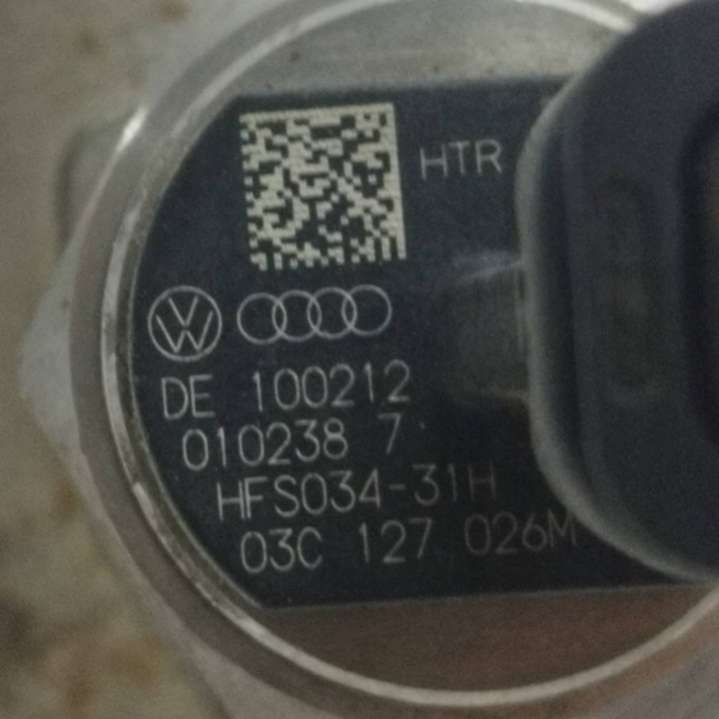 HTR
DE 100212
010238 7
HFS034-31H
03C 127 026M